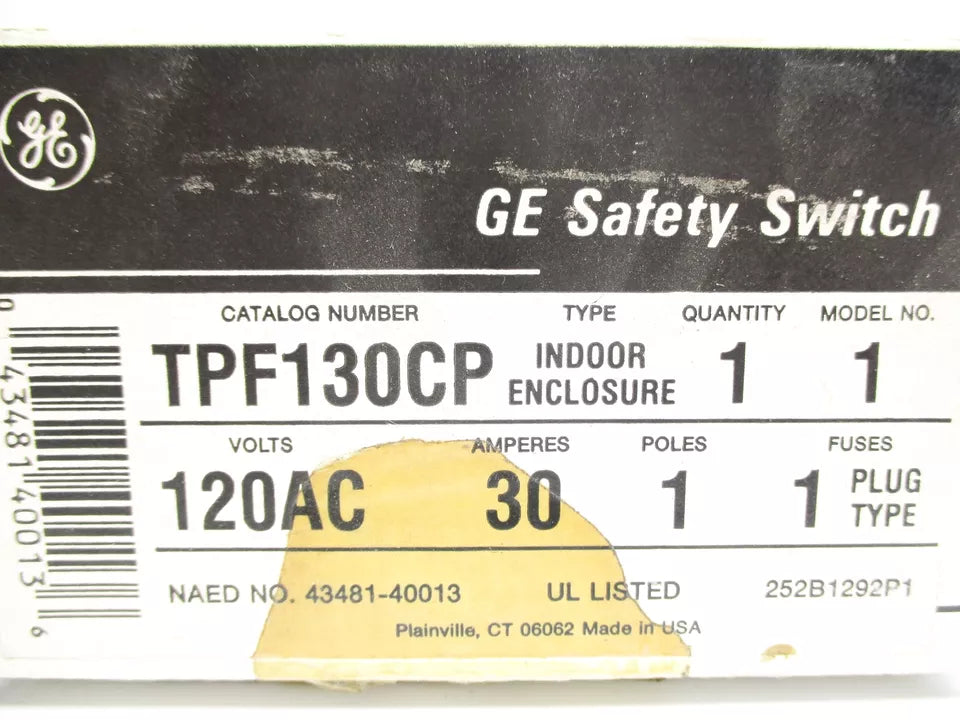 GE
GE Safety Switch
CATALOG NUMBER TYPE QUANTITY MODEL NO.
TPF130CP INDOOR ENCLOSURE 1 1
VOLTS AMPERES POLES FUSES
120AC 30 1 1 PLUG TYPE
NAED NO. 43481-40013 UL LISTED 252B1292P1
Plainville, CT 06062 Made in USA
0 43481 40013 6